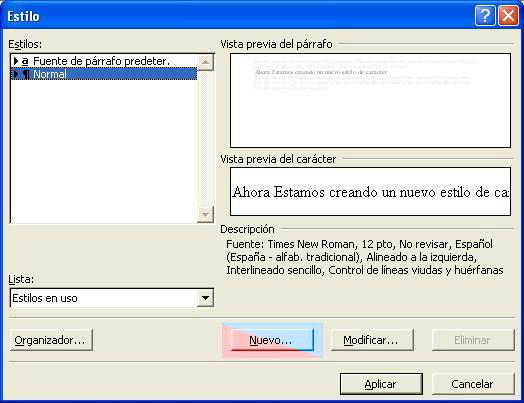 Estilo
Estilos:
a Fuente de párrafo predeter.
¶ Normal
Vista previa del párrafo
Ahora Estamos creando un nuevo estilo de carácter
Vista previa del carácter
Ahora Estamos creando un nuevo estilo de ca
Descripción
Fuente: Times New Roman, 12 pto, No revisar, Español
(España - alfab. tradicional), Alineado a la izquierda,
Interlineado sencillo, Control de líneas viudas y huérfanas
Lista:
Estilos en uso
Organizador...
Nuevo...
Modificar...
Eliminar
Aplicar
Cancelar